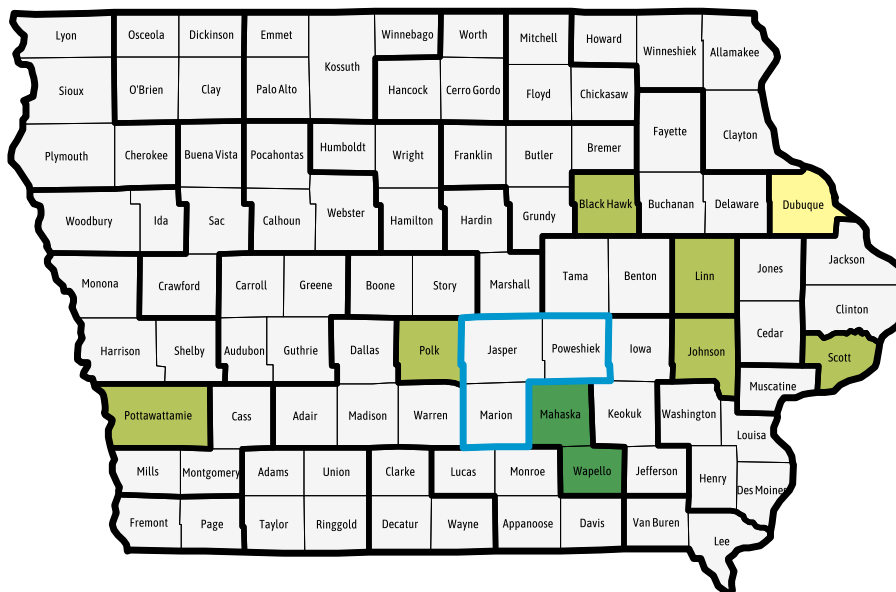 Lyon
Osceola
Dickinson
Emmet
Kossuth
Winnebago
Worth
Mitchell
Howard
Winneshiek
Allamakee
Sioux
O'Brien
Clay
Palo Alto
Hancock
Cerro Gordo
Floyd
Chickasaw
Fayette
Clayton
Plymouth
Cherokee
Buena Vista
Pocahontas
Humboldt
Wright
Franklin
Butler
Bremer
Woodbury
Ida
Sac
Calhoun
Webster
Hamilton
Hardin
Grundy
Black Hawk
Buchanan
Delaware
Dubuque
Monona
Crawford
Carroll
Greene
Boone
Story
Marshall
Tama
Benton
Linn
Jones
Jackson
Clinton
Harrison
Shelby
Audubon
Guthrie
Dallas
Polk
Jasper
Poweshiek
Iowa
Johnson
Cedar
Scott
Muscatine
Pottawattamie
Cass
Adair
Madison
Warren
Marion
Mahaska
Keokuk
Washington
Louisa
Mills
Montgomery
Adams
Union
Clarke
Lucas
Monroe
Wapello
Jefferson
Henry
Des Moines
Fremont
Page
Taylor
Ringgold
Decatur
Wayne
Appanoose
Davis
Van Buren
Lee